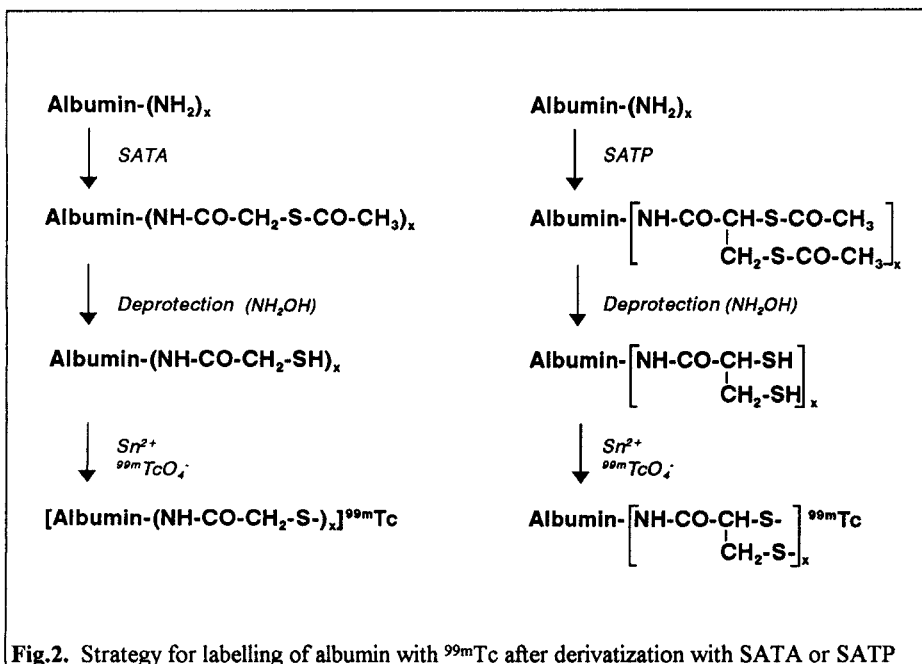 Albumin-(NH₂)ₓ
SATA
Albumin-(NH-CO-CH₂-S-CO-CH₃)ₓ
Deprotection (NH₂OH)
Albumin-(NH-CO-CH₂-SH)ₓ
Sn²⁺
⁹⁹ᵐTcO₄⁻
[Albumin-(NH-CO-CH₂-S-)ₓ]⁹⁹ᵐTc
Albumin-(NH₂)ₓ
SATP
Albumin-[NH-CO-CH-S-CO-CH₃
CH₂-S-CO-CH₃]ₓ
Deprotection (NH₂OH)
Albumin-[NH-CO-CH-SH
CH₂-SH]ₓ
Sn²⁺
⁹⁹ᵐTcO₄⁻
Albumin-[NH-CO-CH-S-] ⁹⁹ᵐTc
CH₂-S-]ₓ
Fig.2. Strategy for labelling of albumin with ⁹⁹ᵐTc after derivatization with SATA or SATP